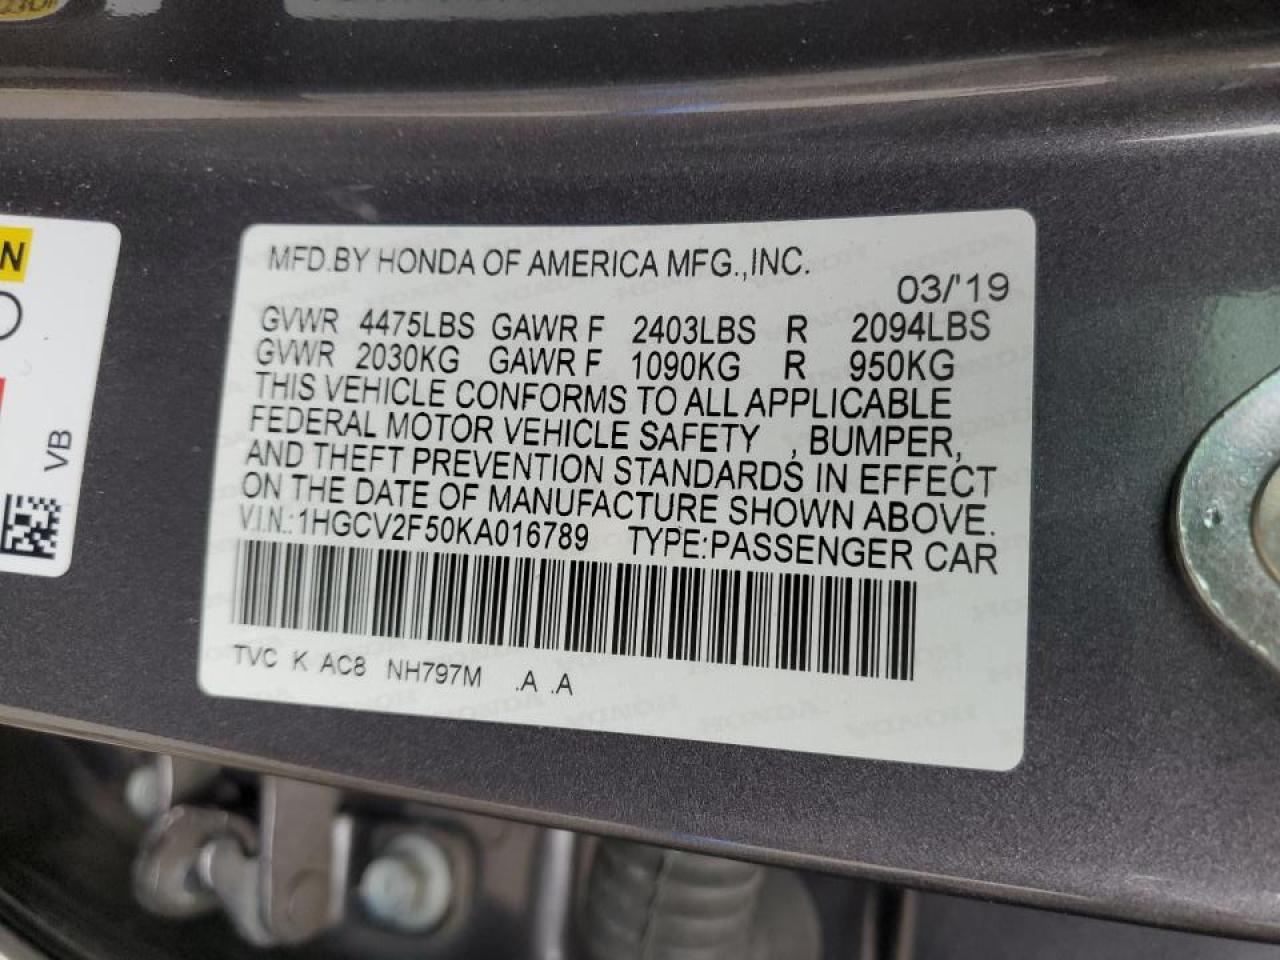 MFD.BY HONDA OF AMERICA MFG.,INC.
03/'19
GVWR 4475LBS GAWR F 2403LBS R 2094LBS
GVWR 2030KG GAWR F 1090KG R 950KG
THIS VEHICLE CONFORMS TO ALL APPLICABLE
FEDERAL MOTOR VEHICLE SAFETY , BUMPER,
AND THEFT PREVENTION STANDARDS IN EFFECT
ON THE DATE OF MANUFACTURE SHOWN ABOVE.
V.I.N.:1HGCV2F50KA016789 TYPE:PASSENGER CAR
TVC K AC8 NH797M .A .A
VB